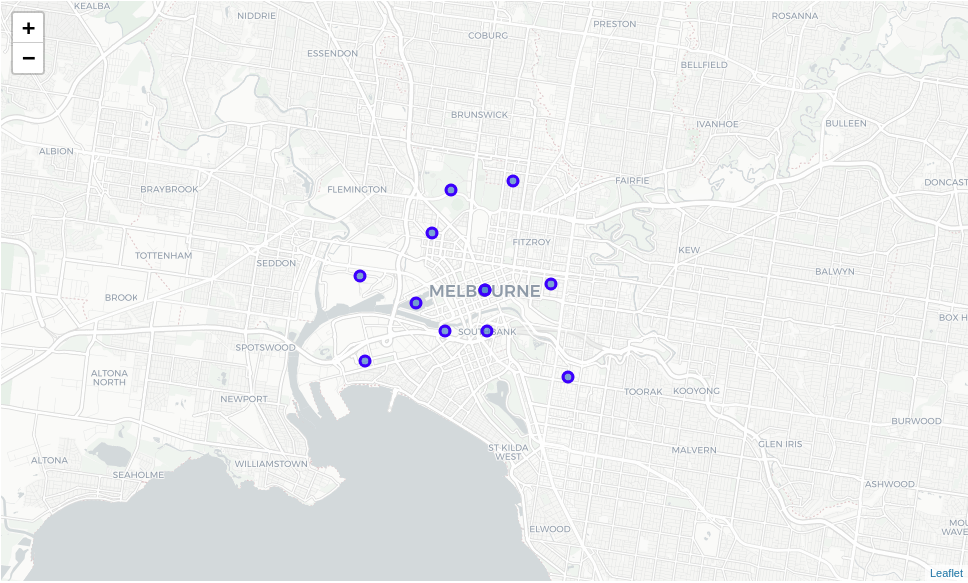 KEALBA
NIDDRIE
ROSANNA
PRESTON
COBURG
+
−
ESSENDON
BELLFIELD
BRUNSWICK
IVANHOE
BULLEN
ALBION
FAIRFIE
DONCAST
BRAYBROOK
FLEMINGTON
FITZROY
KEW
TOTTENHAM
SEDDON
BALWYN
MELBOURNE
BROOK
BOX H
SOUTHBANK
SPOTSWOOD
ALTONA
NORTH
TOORAK
KOOYONG
NEWPORT
BURWOOD
GLEN IRIS
ST KILDA
WEST
MALVERN
ALTONA
WILLIAMSTOWN
SEAHOLME
ASHWOOD
ELWOOD
MOU
WAVE
Leaflet